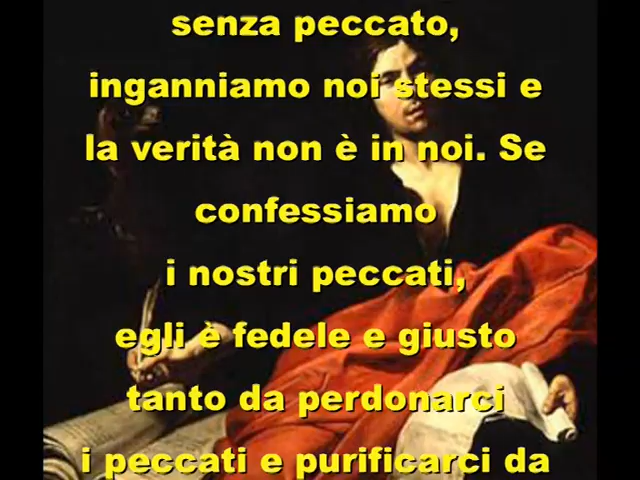 senza peccato,
inganniamo noi stessi e
la verità non è in noi. Se
confessiamo
i nostri peccati,
egli è fedele e giusto
tanto da perdonarci
i peccati e purificarci da